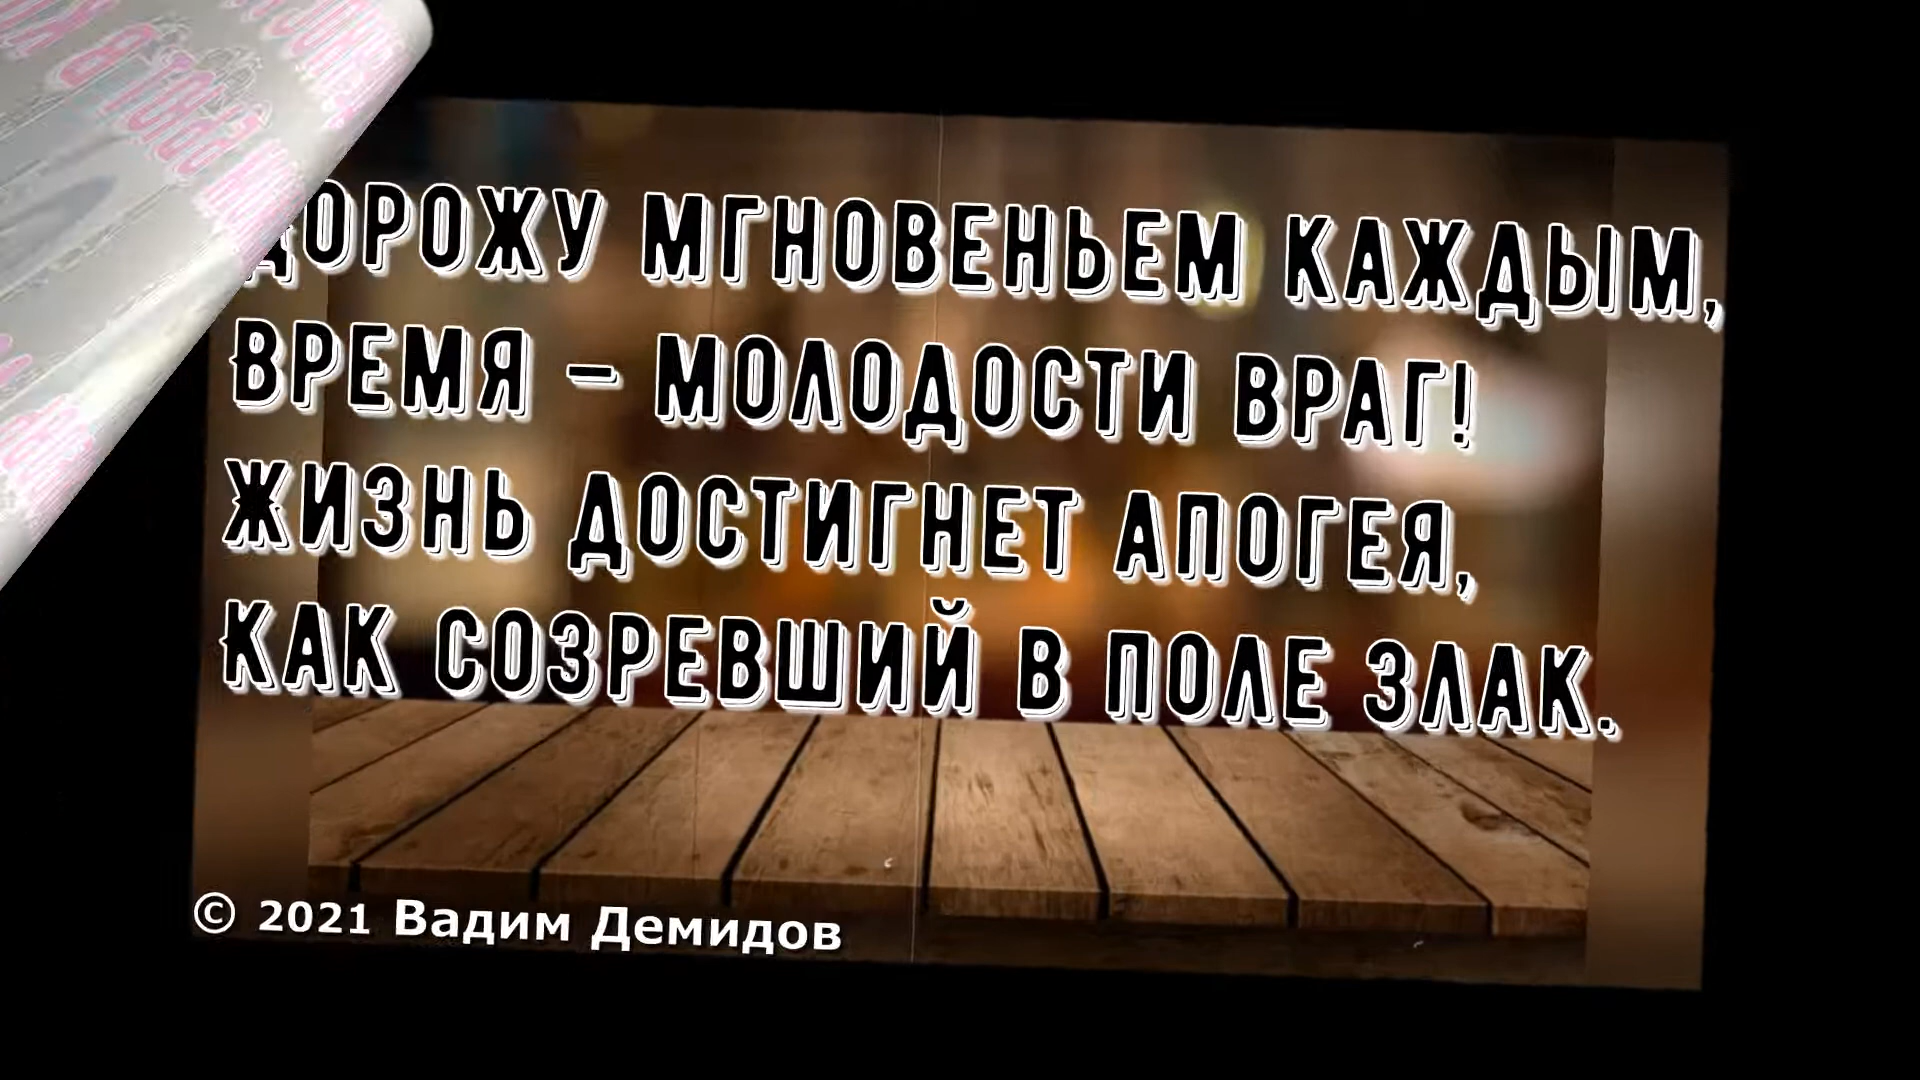 ДОРОЖУ МГНОВЕНЬЕМ КАЖДЫМ,
ВРЕМЯ – МОЛОДОСТИ ВРАГ!
ЖИЗНЬ ДОСТИГНЕТ АПОГЕЯ,
КАК СОЗРЕВШИЙ В ПОЛЕ ЗЛАК.
© 2021 Вадим Демидов